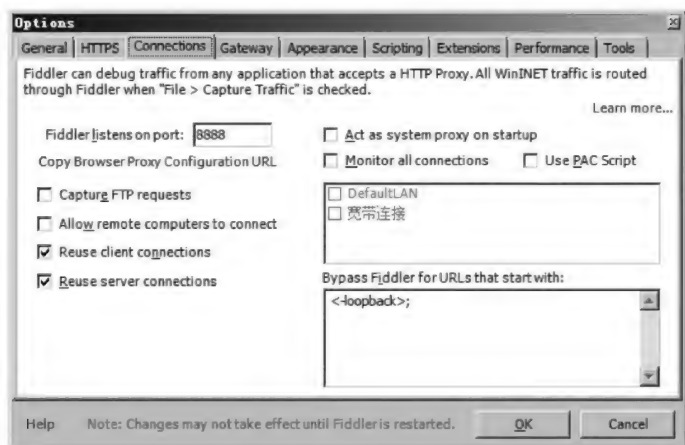 Options
General HTTPS Connections Gateway Appearance Scripting Extensions Performance Tools
Fiddler can debug traffic from any application that accepts a HTTP Proxy. All WinINET traffic is routed
through Fiddler when "File > Capture Traffic" is checked.
Learn more...
Fiddler listens on port: 8888
Copy Browser Proxy Configuration URL
Capture FTP requests
Allow remote computers to connect
Reuse client connections
Reuse server connections
Act as system proxy on startup
Monitor all connections Use PAC Script
DefaultLAN
宽带连接
Bypass Fiddler for URLs that start with:
<-loopback>;
Help Note: Changes may not take effect until Fiddler is restarted. OK Cancel